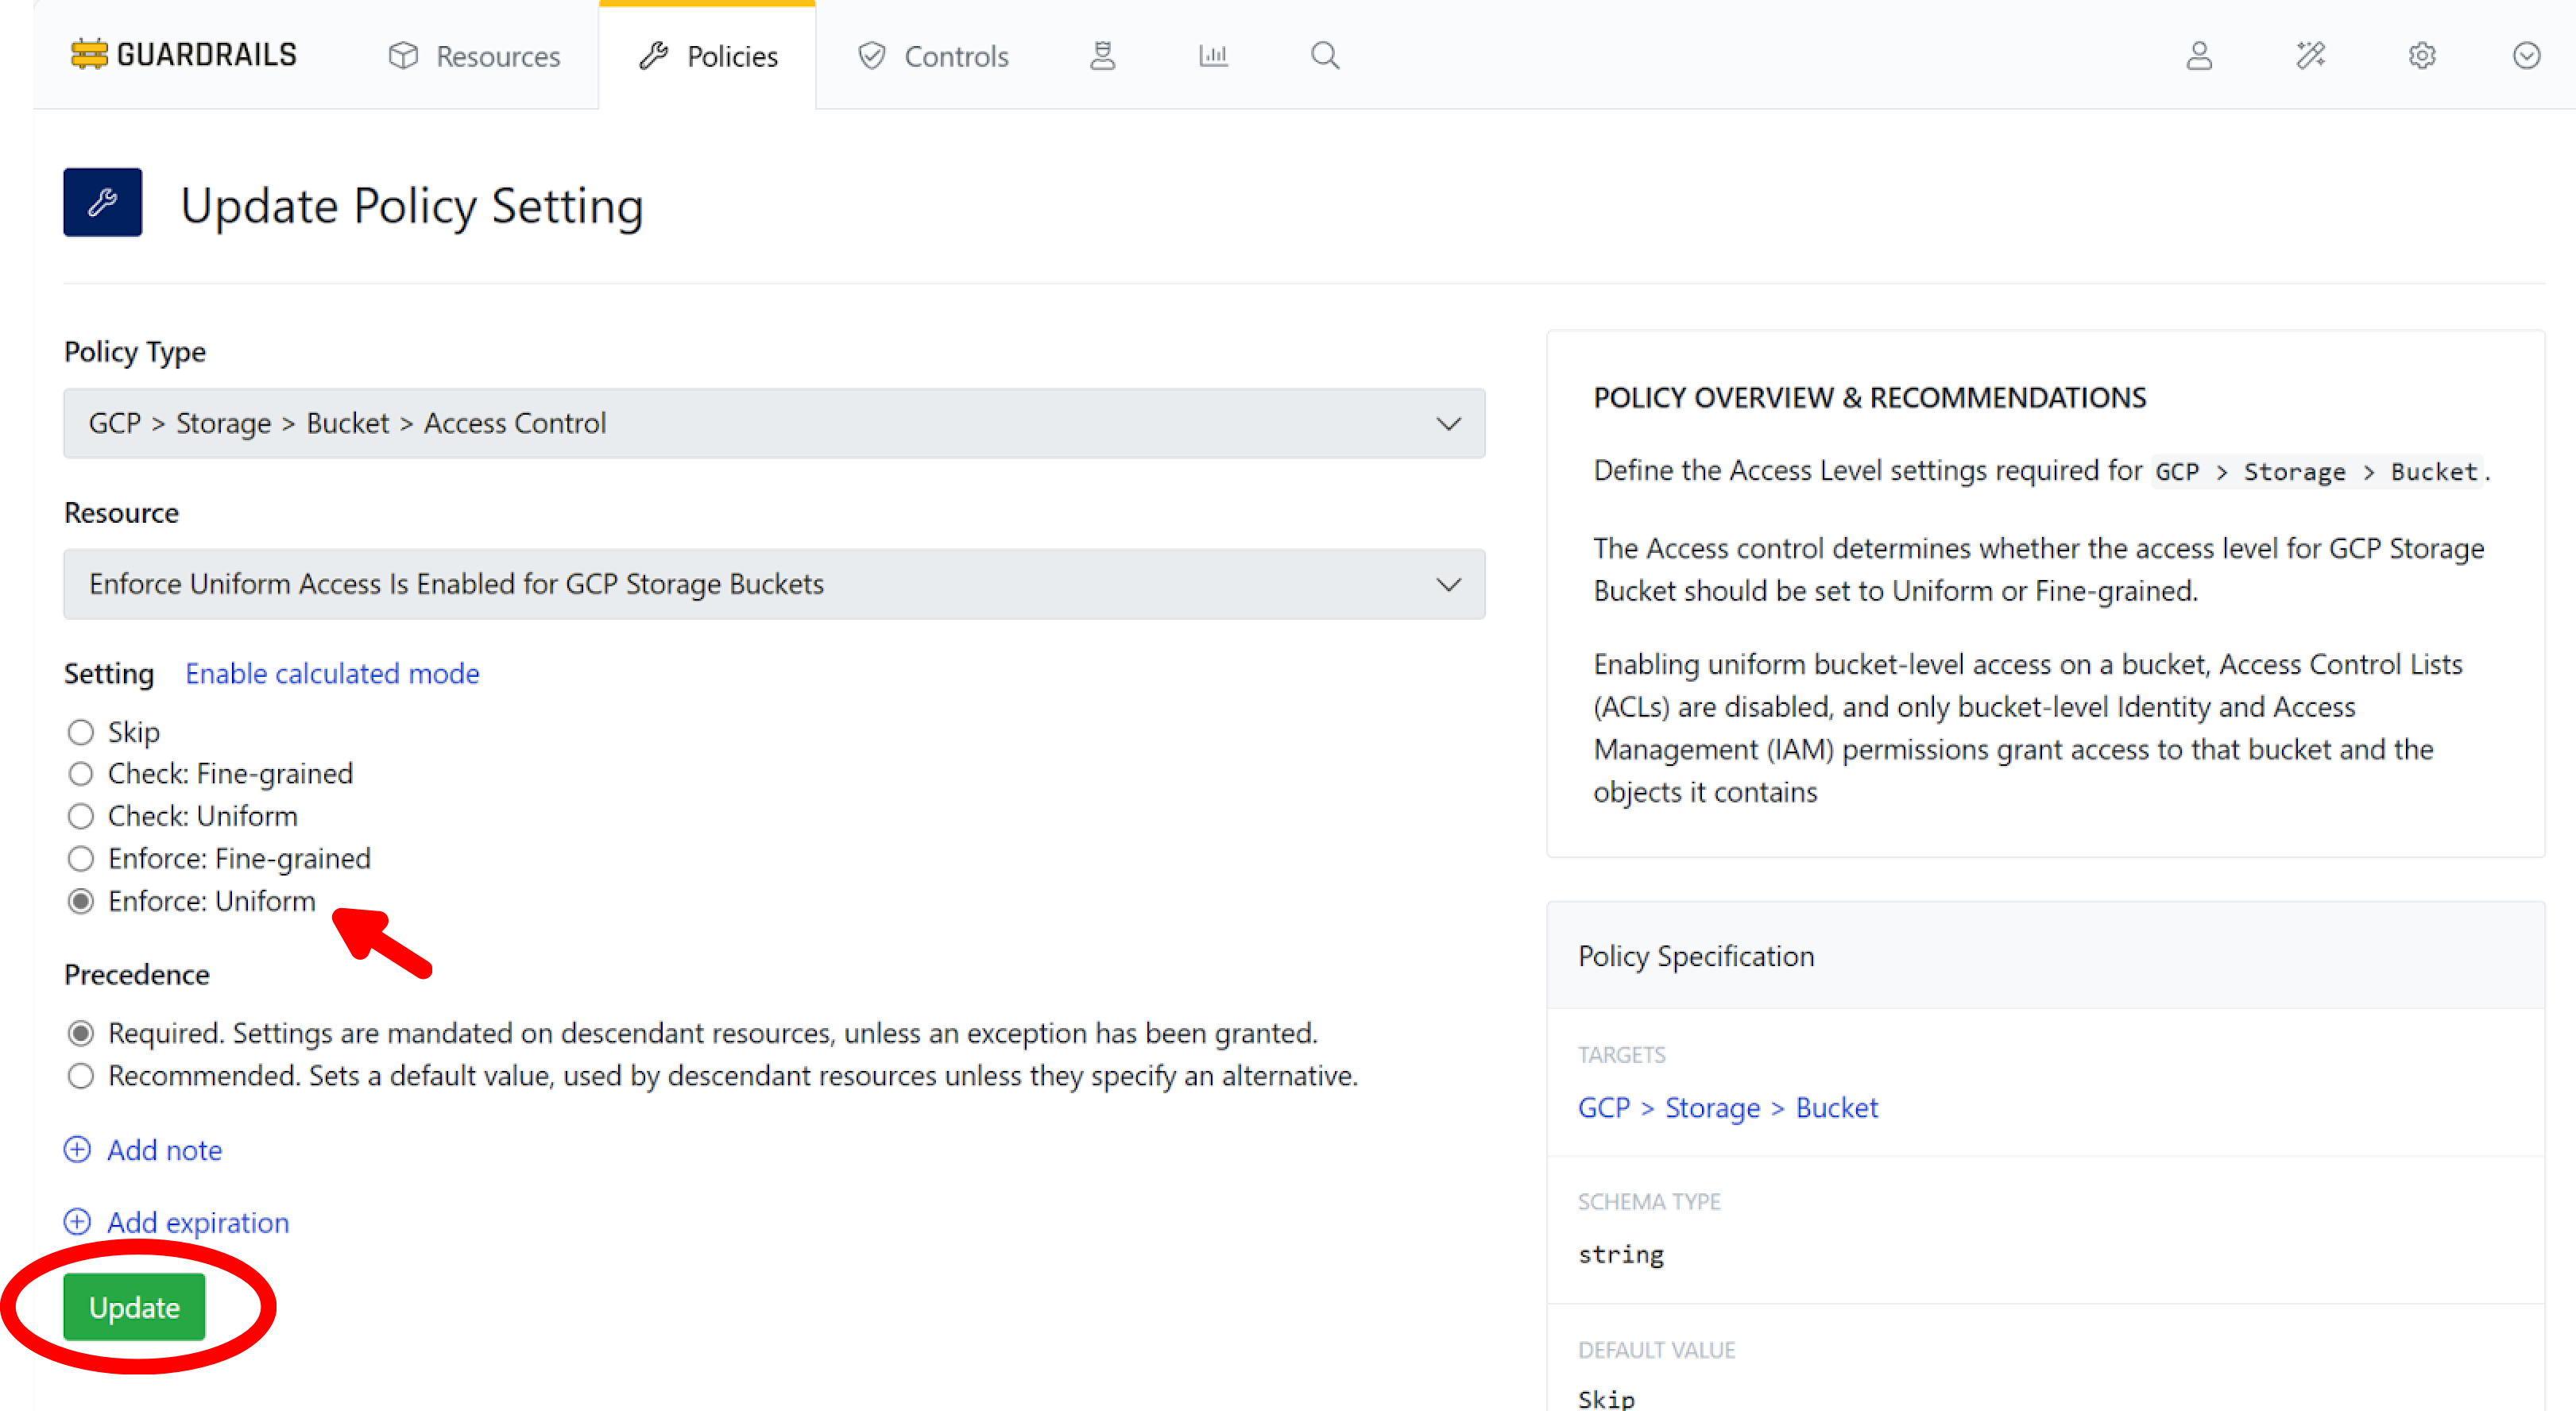 GUARDRAILS
Resources
Policies
Controls
Update Policy Setting
Policy Type
GCP > Storage > Bucket > Access Control
Resource
Enforce Uniform Access Is Enabled for GCP Storage Buckets
Setting Enable calculated mode
Skip
Check: Fine-grained
Check: Uniform
Enforce: Fine-grained
Enforce: Uniform
Precedence
Required. Settings are mandated on descendant resources, unless an exception has been granted.
Recommended. Sets a default value, used by descendant resources unless they specify an alternative.
Add note
Add expiration
Update
POLICY OVERVIEW & RECOMMENDATIONS
Define the Access Level settings required for GCP > Storage > Bucket.
The Access control determines whether the access level for GCP Storage
Bucket should be set to Uniform or Fine-grained.
Enabling uniform bucket-level access on a bucket, Access Control Lists
(ACLs) are disabled, and only bucket-level Identity and Access
Management (IAM) permissions grant access to that bucket and the
objects it contains
Policy Specification
TARGETS
GCP > Storage > Bucket
SCHEMA TYPE
string
DEFAULT VALUE
Skip